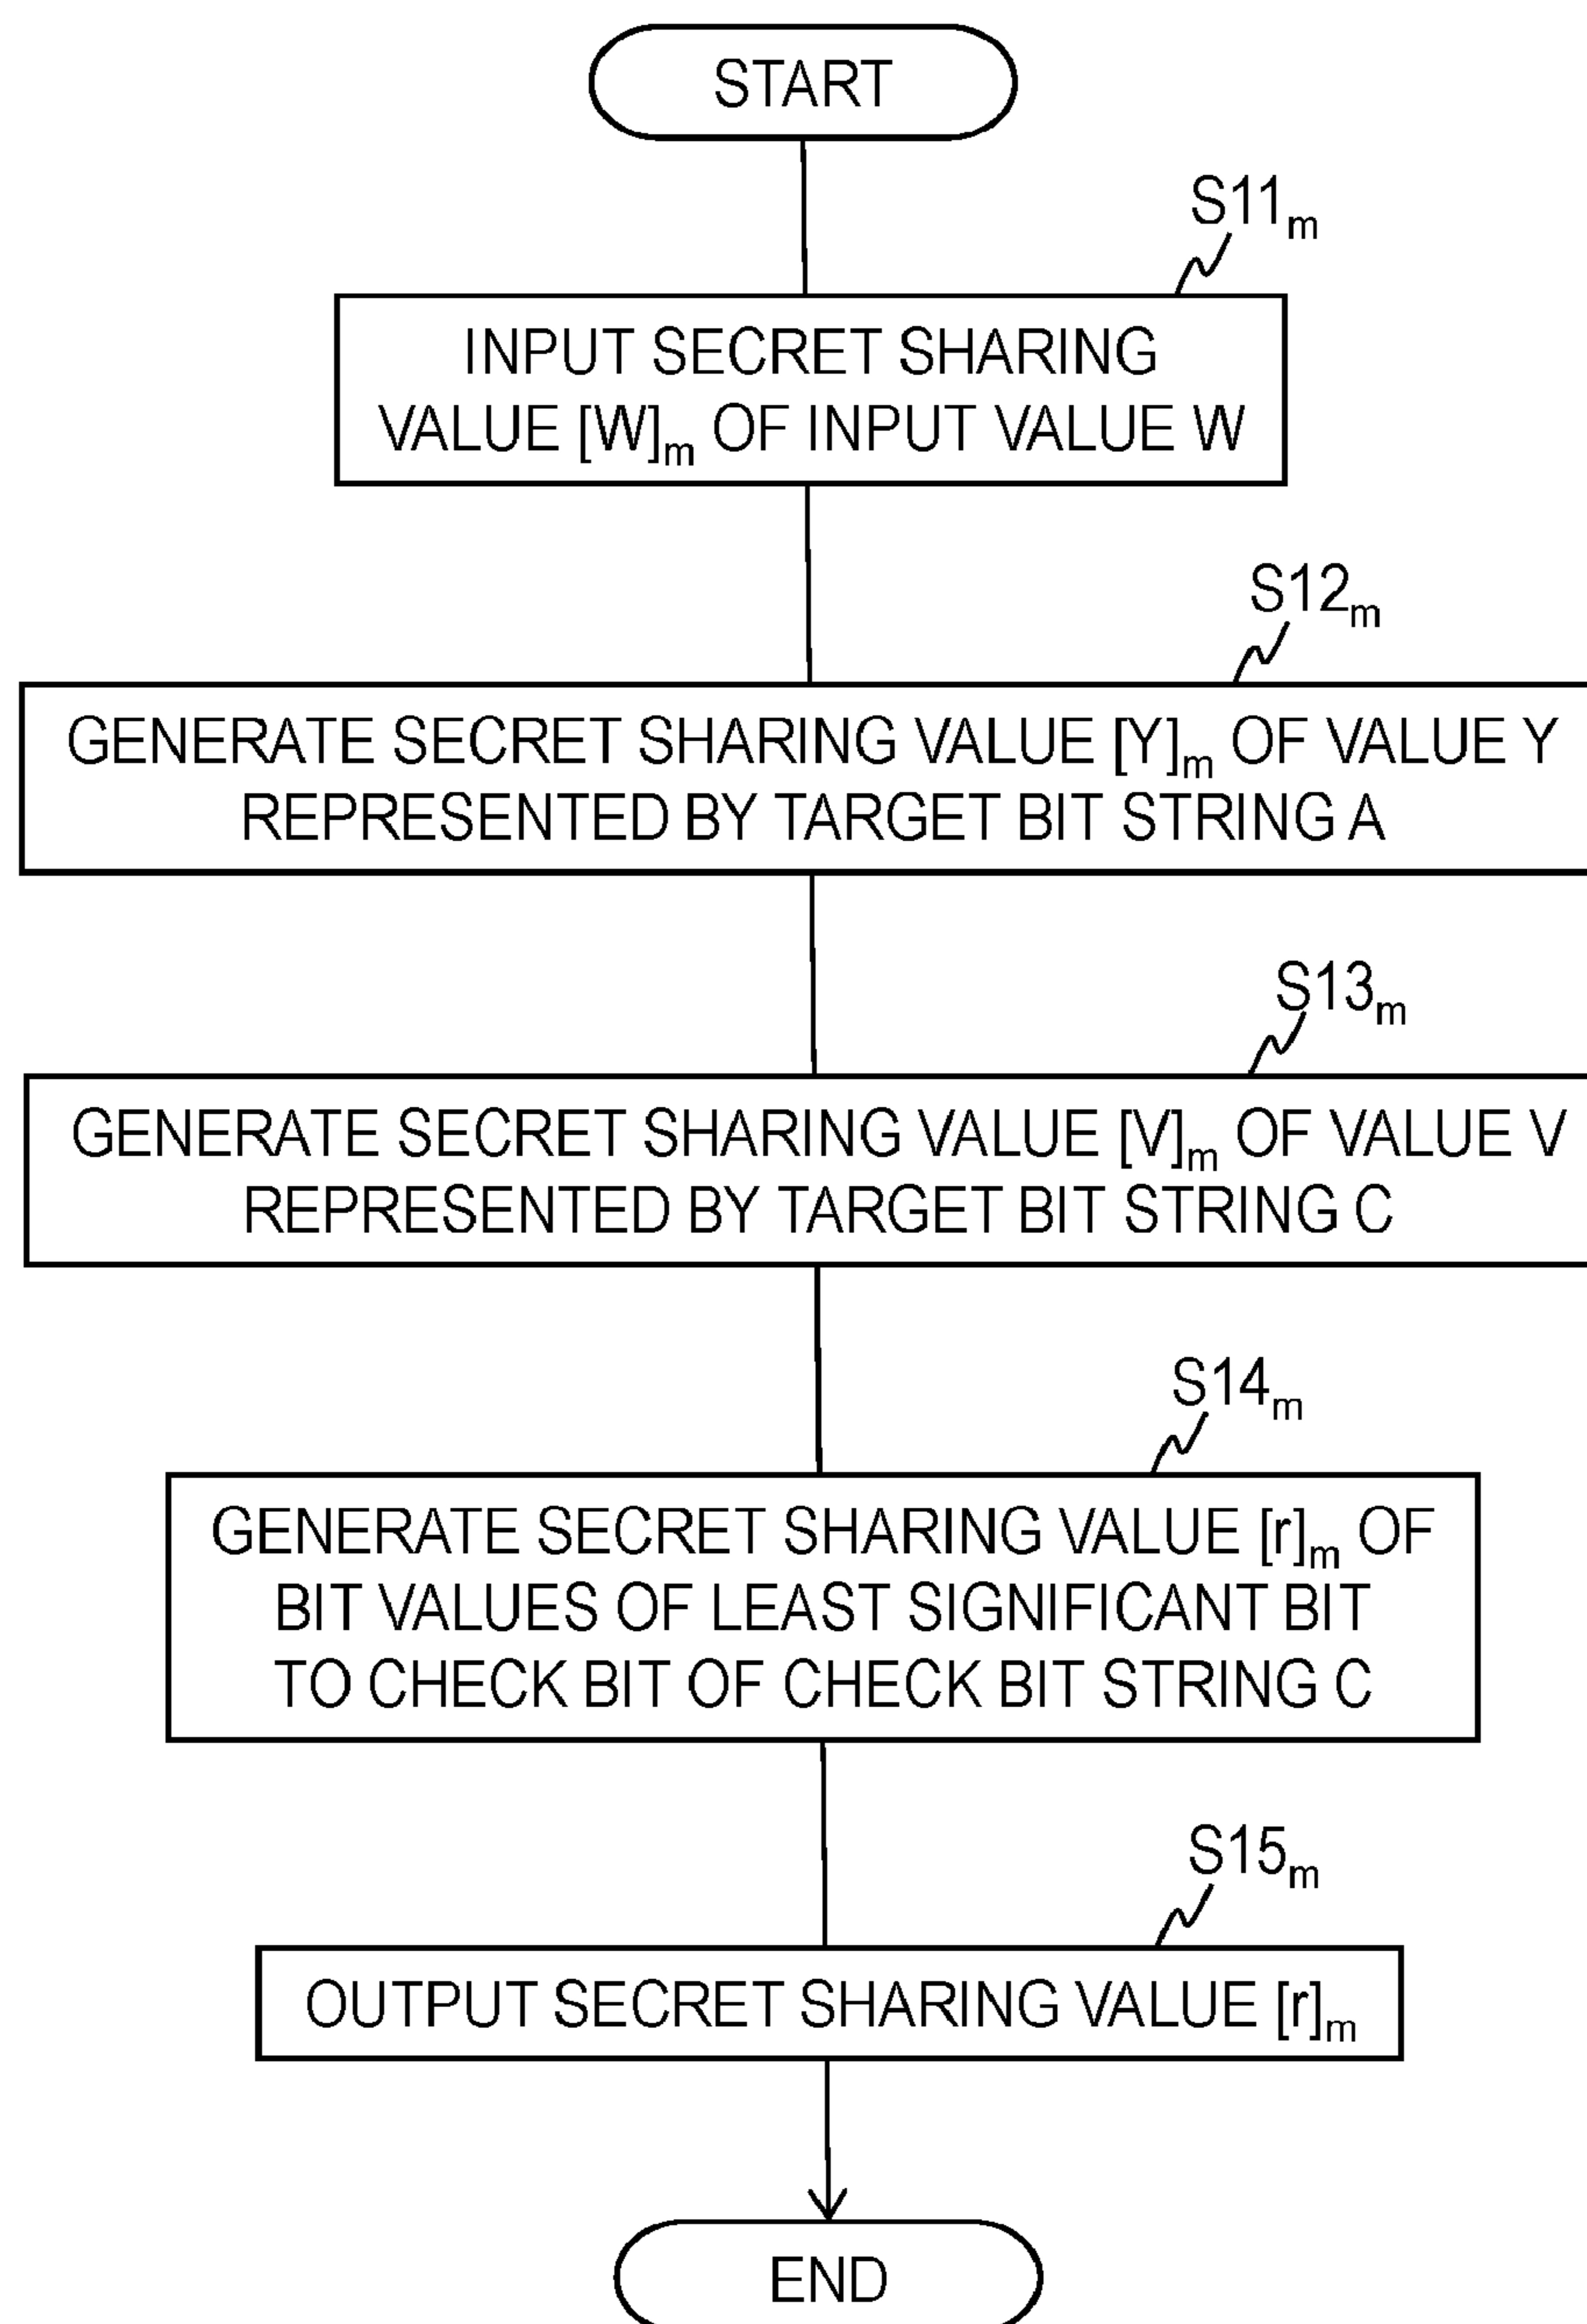 START
S11m
INPUT SECRET SHARING
VALUE [W]m OF INPUT VALUE W
S12m
GENERATE SECRET SHARING VALUE [Y]m OF VALUE Y
REPRESENTED BY TARGET BIT STRING A
S13m
GENERATE SECRET SHARING VALUE [V]m OF VALUE V
REPRESENTED BY TARGET BIT STRING C
S14m
GENERATE SECRET SHARING VALUE [r]m OF
BIT VALUES OF LEAST SIGNIFICANT BIT
TO CHECK BIT OF CHECK BIT STRING C
S15m
OUTPUT SECRET SHARING VALUE [r]m
END